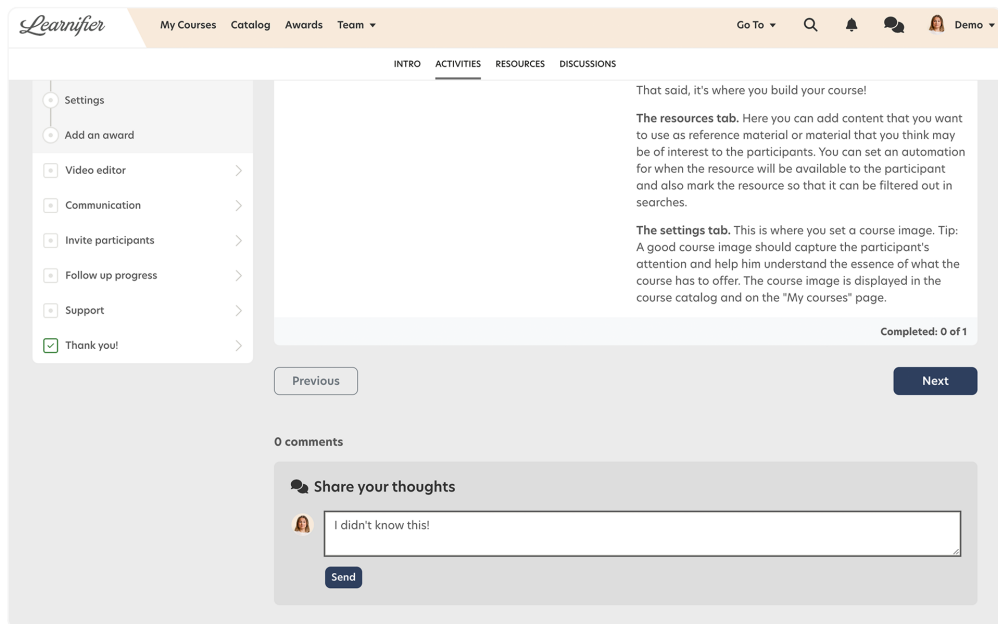 Learnifier
My Courses Catalog Awards Team
Go To
Demo
INTRO ACTIVITIES RESOURCES DISCUSSIONS
Settings
Add an award
Video editor
Communication
Invite participants
Follow up progress
Support
Thank you!
That said, it's where you build your course!
The resources tab. Here you can add content that you want
to use as reference material or material that you think may
be of interest to the participants. You can set an automation
for when the resource will be available to the participant
and also mark the resource so that it can be filtered out in
searches.
The settings tab. This is where you set a course image. Tip:
A good course image should capture the participant's
attention and help him understand the essence of what the
course has to offer. The course image is displayed in the
course catalog and on the "My courses" page.
Completed: 0 of 1
Previous
Next
0 comments
Share your thoughts
I didn't know this!
Send